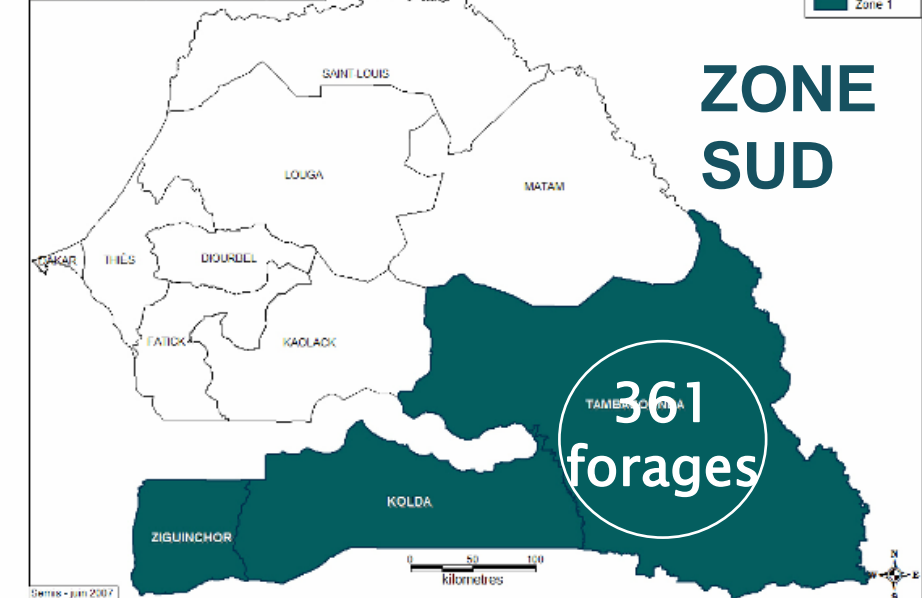 Zone 1
ZONE
SUD
SAINT-LOUIS
LOUGA
MATAM
DAKAR
THIÈS
DIOURBEL
FATICK
KAOLACK
TAMBACOUNDA
361
forages
KOLDA
ZIGUINCHOR
0 50 100
kilometres
N
W E
S
Semis - juin 2007